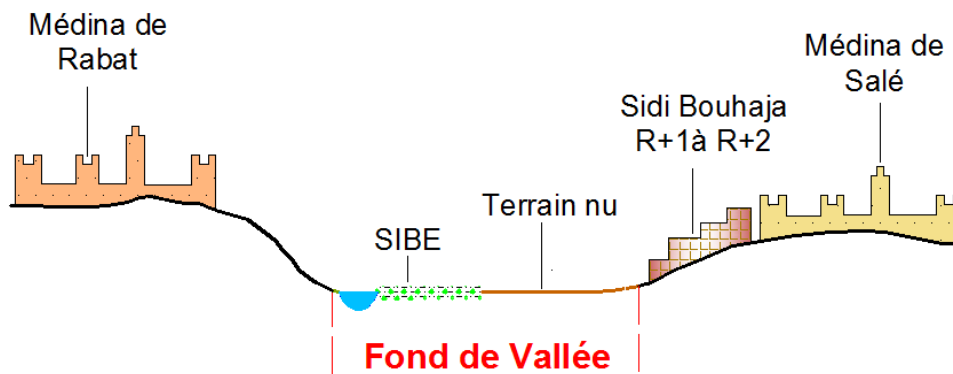 Médina de
Rabat
SIBE
Terrain nu
Sidi Bouhaja
R+1à R+2
Médina de
Salé
Fond de Vallée